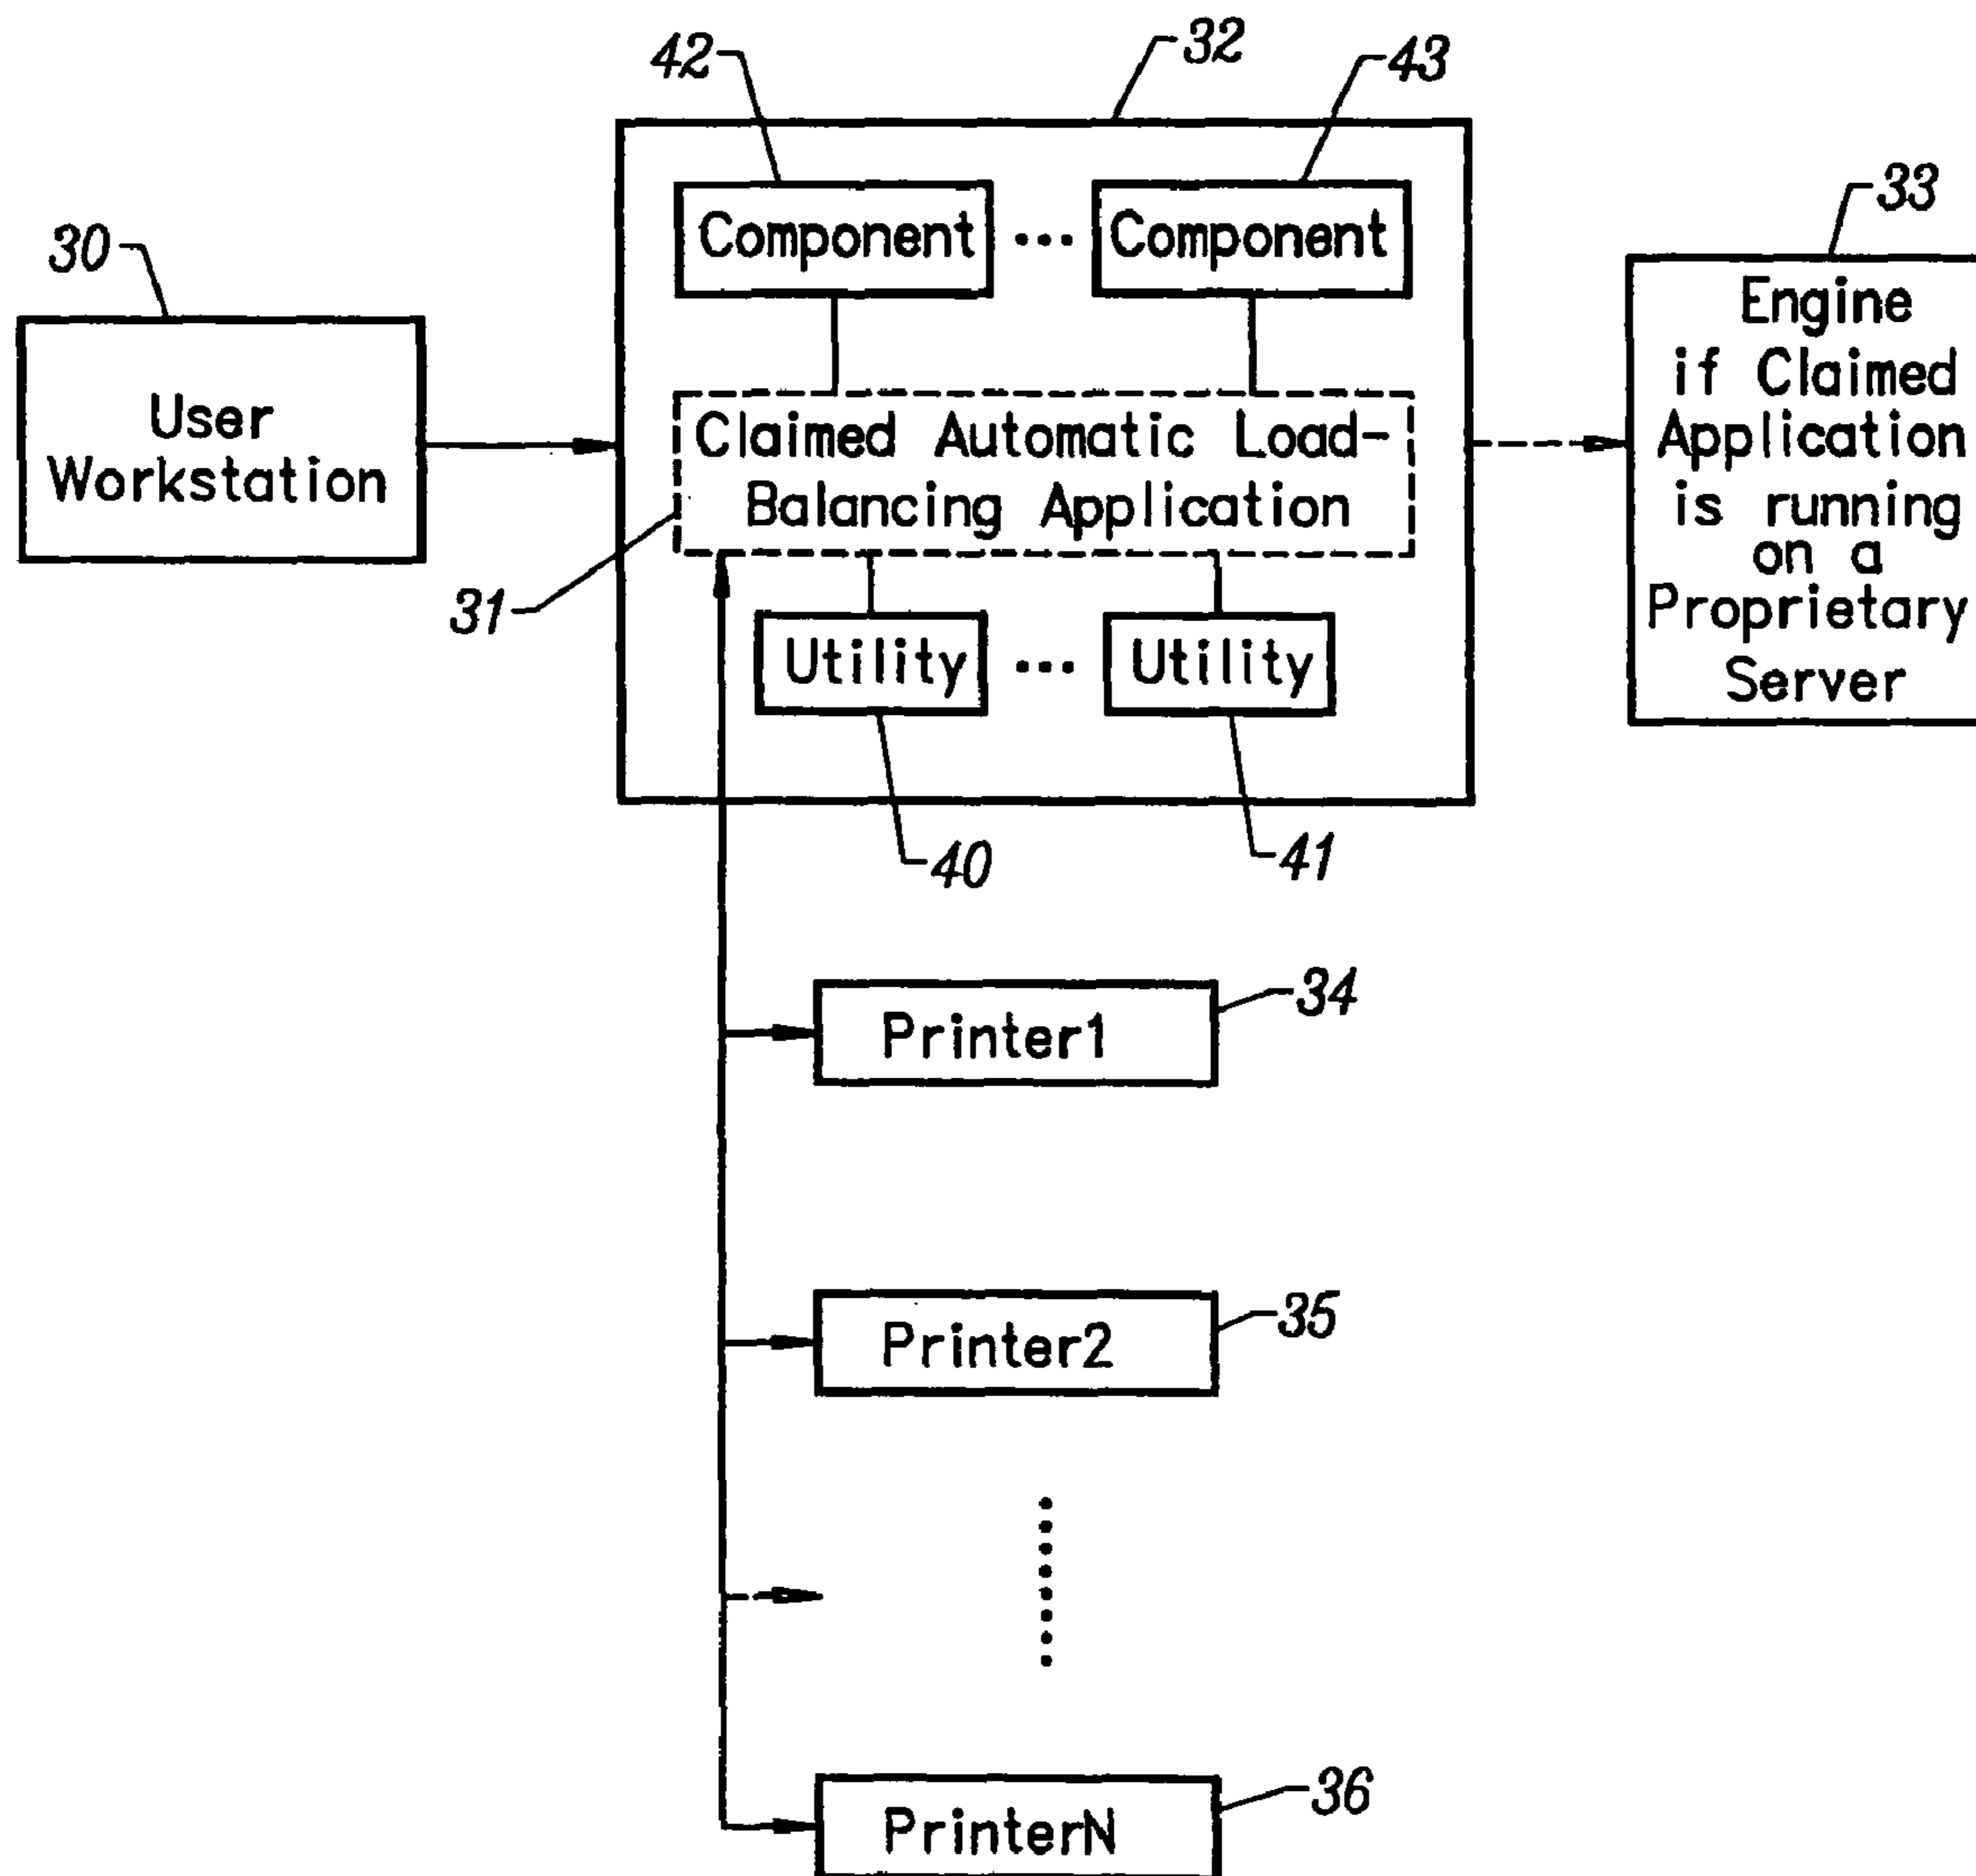 42
32
43
33
30
Component ... Component
Engine
if Claimed
Application
is running
on a
Proprietary
Server
User
Workstation
Claimed Automatic Load-
Balancing Application
31
Utility ... Utility
40
41
34
Printer1
35
Printer2
36
PrinterN